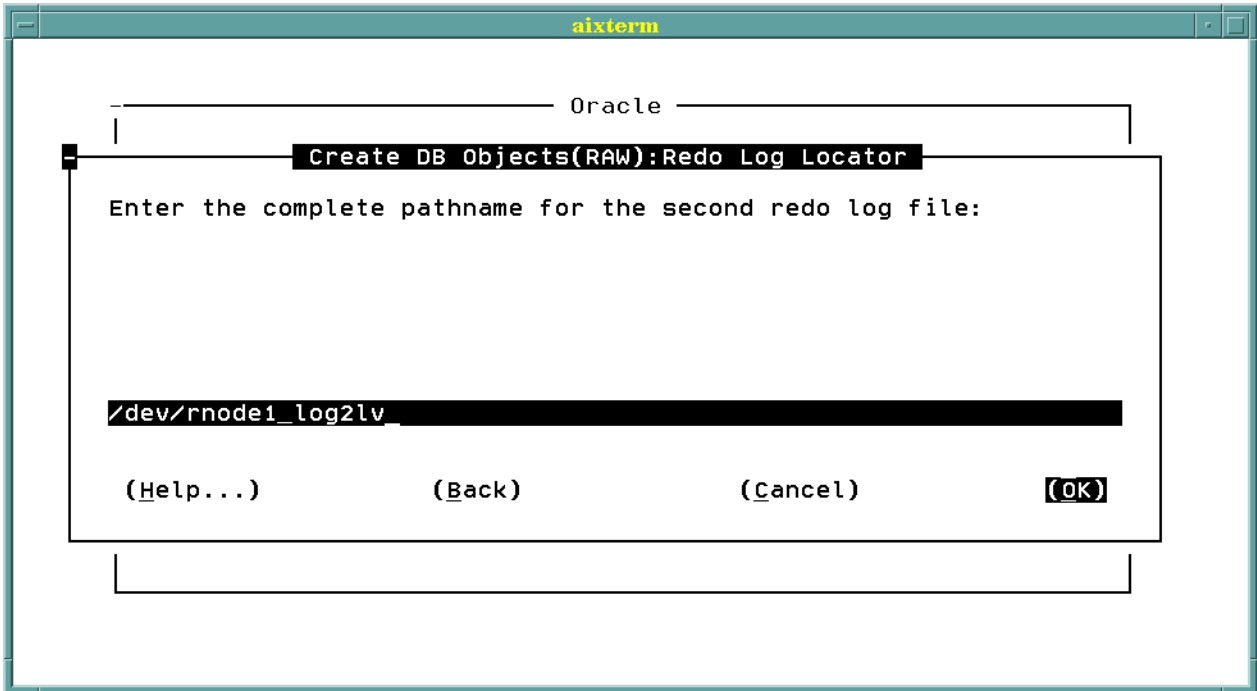 aixterm
Oracle
Create DB Objects(RAW):Redo Log Locator
Enter the complete pathname for the second redo log file:
/dev/rnode1_log2lv_
(Help...) (Back) (Cancel) (OK)